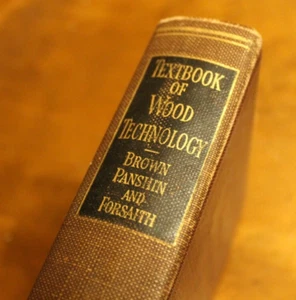 TEXTBOOK
OF
WOOD
TECHNOLOGY
—
BROWN
PANSHIN
AND
FORSAITH